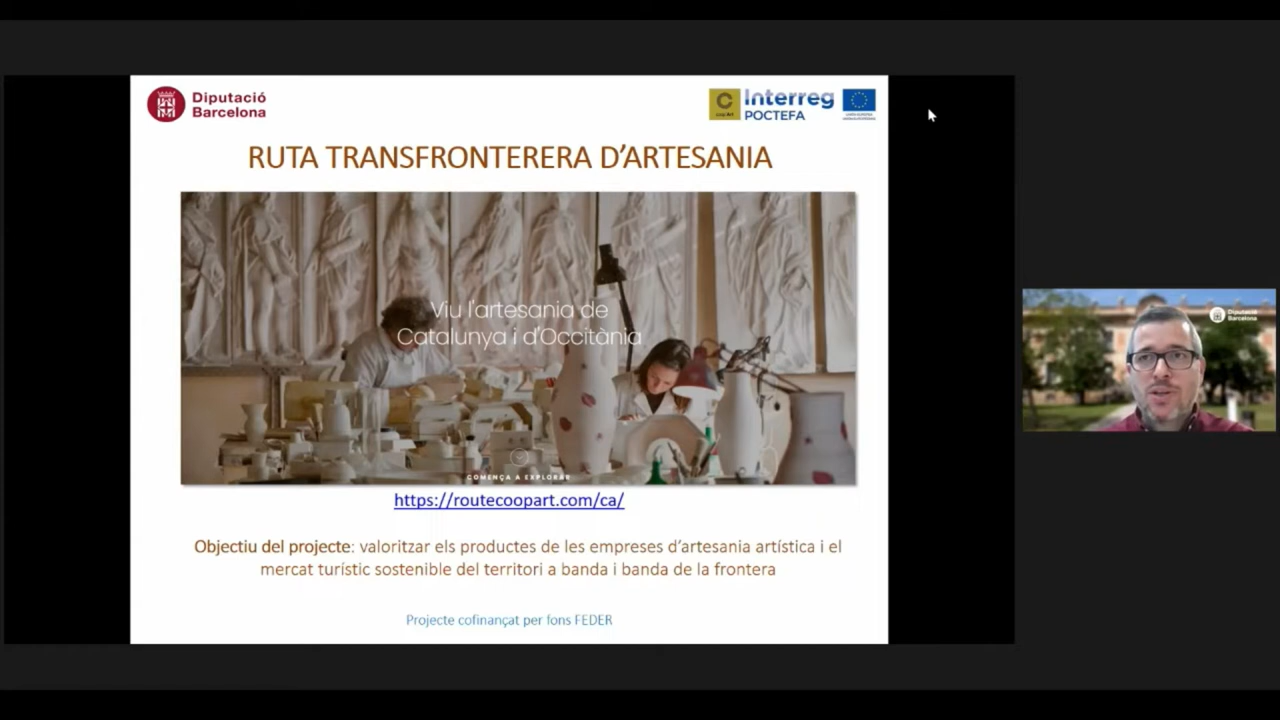 Diputació
Barcelona
Interreg
POCTEFA
RUTA TRANSFRONTERERA D'ARTESANIA
Viu l'artesania de
Catalunya i d'Occitània
COMENÇA A EXPLORAR
https://routecoopart.com/ca/
Objectiu del projecte: valoritzar els productes de les empreses d'artesania artística i el
mercat turístic sostenible del territori a banda i banda de la frontera
Projecte cofinançat per fons FEDER
Diputació
Barcelona